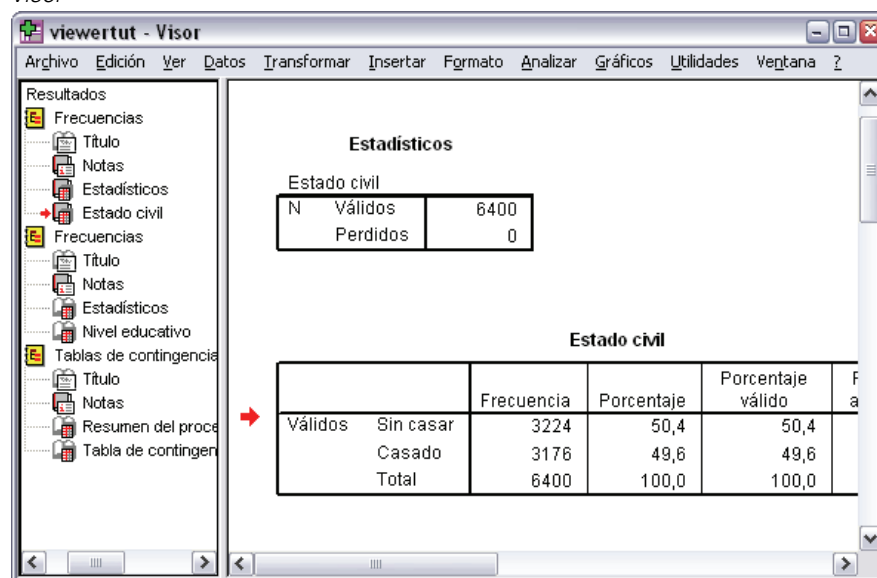 Visor
viewertut - Visor
Archivo Edición Ver Datos Transformar Insertar Formato Analizar Gráficos Utilidades Ventana ?
Resultados
Frecuencias
Título
Notas
Estadísticos
Estado civil
Frecuencias
Título
Notas
Estadísticos
Nivel educativo
Tablas de contingencia
Título
Notas
Resumen del proce
Tabla de contingen
Estadísticos
Estado civil
N Válidos 6400
Perdidos 0
Estado civil
Frecuencia Porcentaje Porcentaje válido
Válidos Sin casar 3224 50,4 50,4
Casado 3176 49,6 49,6
Total 6400 100,0 100,0